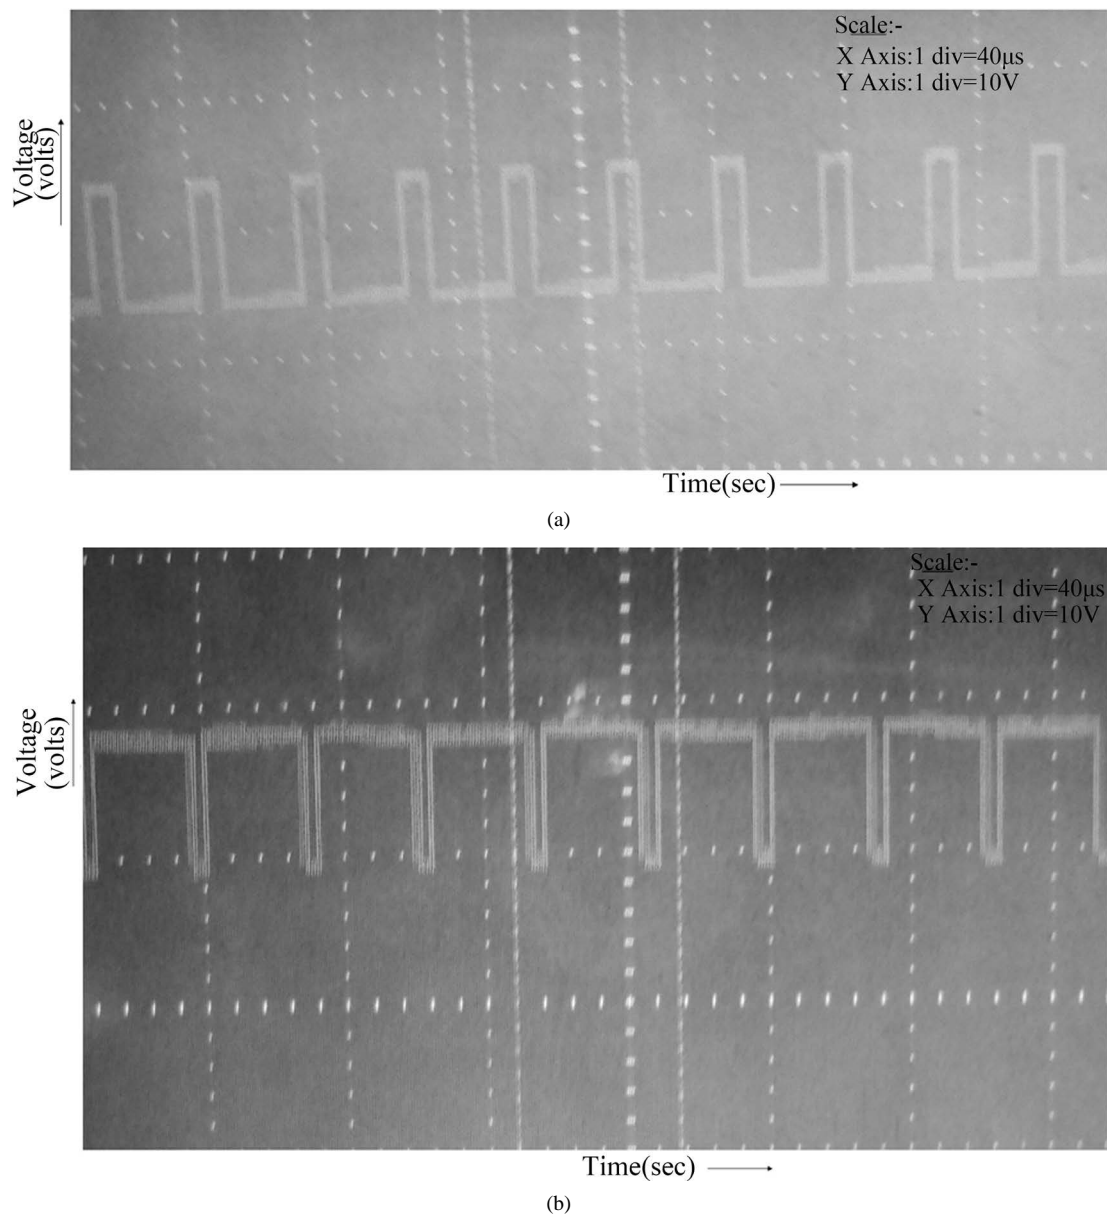 Scale:-
X Axis:1 div=40μs
Y Axis:1 div=10V
Voltage
(volts)
Time(sec)
(a)
Scale:-
X Axis:1 div=40μs
Y Axis:1 div=10V
Voltage
(volts)
Time(sec)
(b)